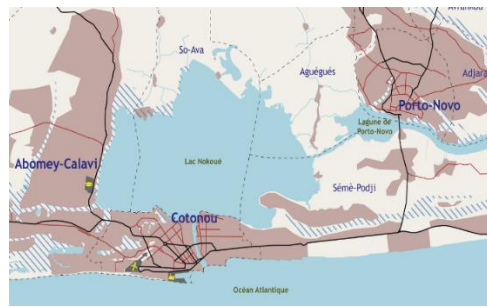 Avrankou
So-Ava
Aguégués
Adjara
Porto-Novo
Lagune de
Porto-Novo
Abomey-Calavi
Lac Nokoué
Sémè-Podji
Cotonou
Océan Atlantique